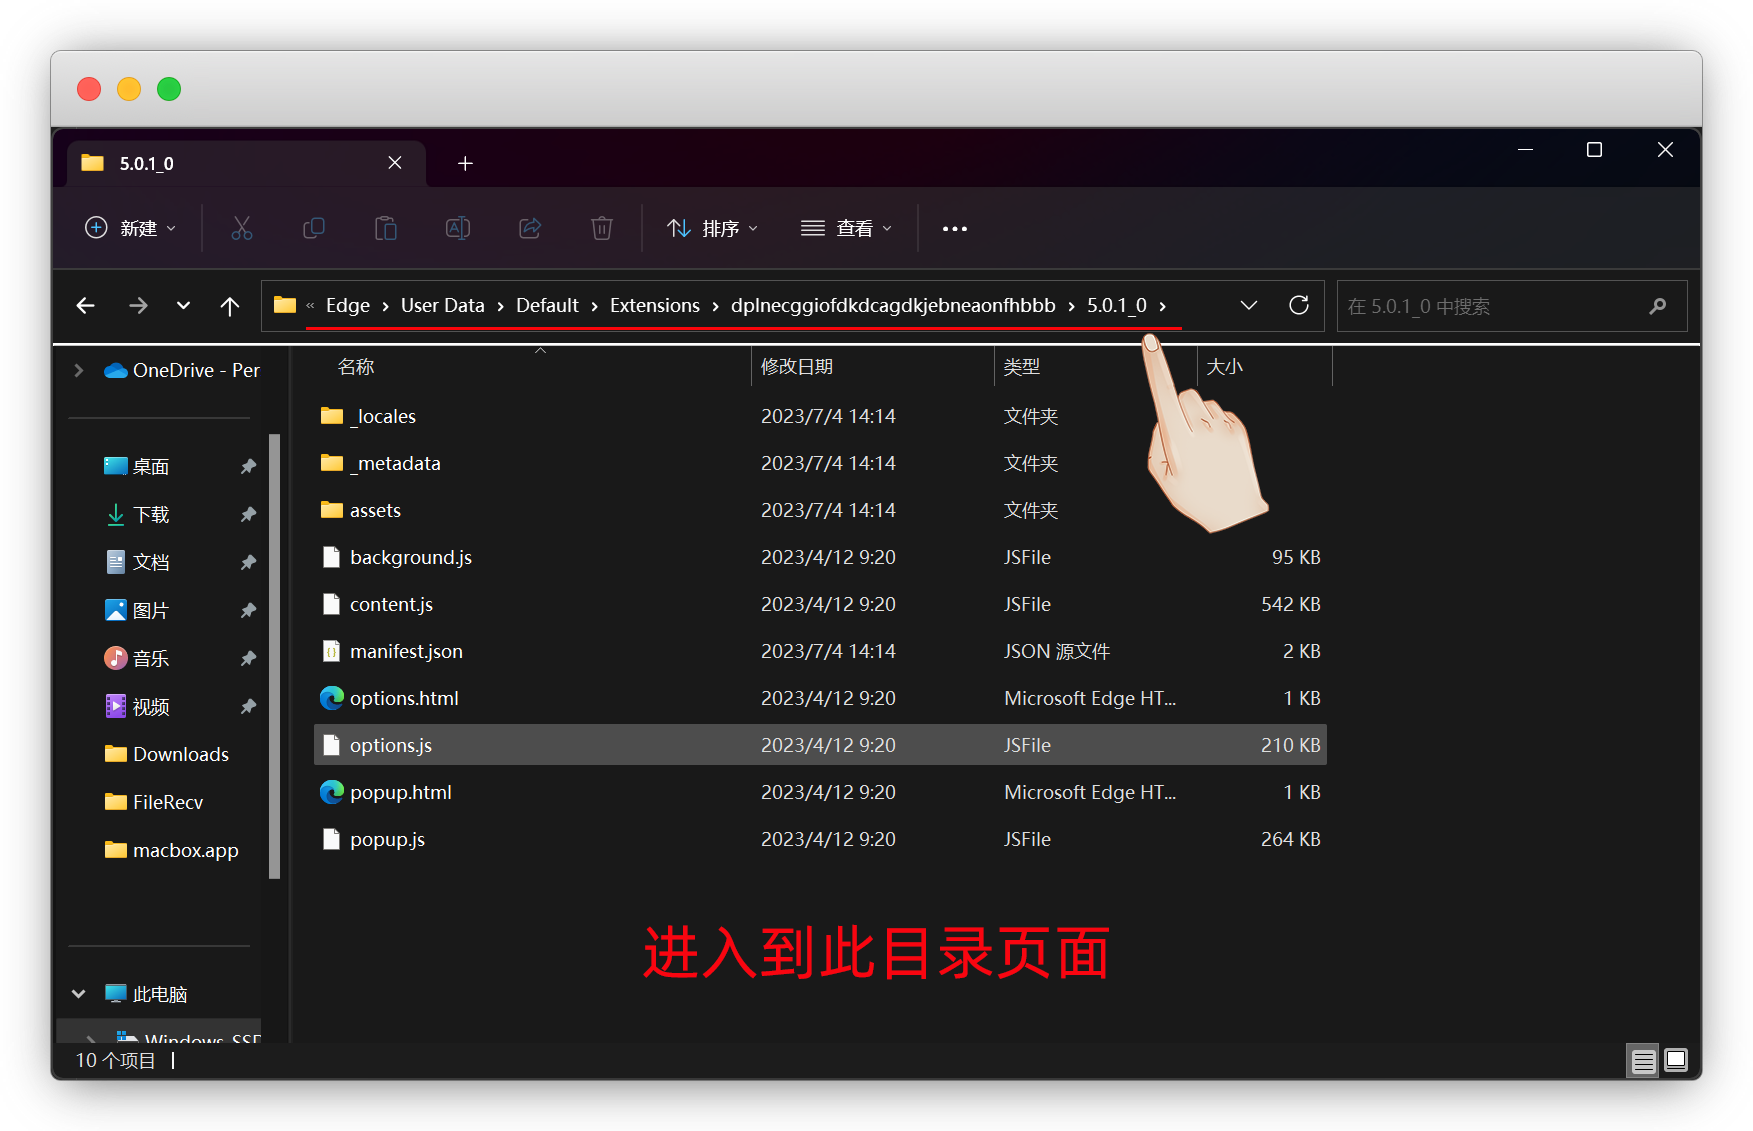 5.0.1_0
新建
排序
查看
« Edge › User Data › Default › Extensions › dplnecggiofdkdcagdkjebneaonfhbbb › 5.0.1_0 ›
在 5.0.1_0 中搜索
OneDrive - Per
桌面
下载
文档
图片
音乐
视频
Downloads
FileRecv
macbox.app
此电脑
Windows-SSD
名称 修改日期 类型 大小
_locales 2023/7/4 14:14 文件夹
_metadata 2023/7/4 14:14 文件夹
assets 2023/7/4 14:14 文件夹
background.js 2023/4/12 9:20 JSFile 95 KB
content.js 2023/4/12 9:20 JSFile 542 KB
manifest.json 2023/7/4 14:14 JSON 源文件 2 KB
options.html 2023/4/12 9:20 Microsoft Edge HT... 1 KB
options.js 2023/4/12 9:20 JSFile 210 KB
popup.html 2023/4/12 9:20 Microsoft Edge HT... 1 KB
popup.js 2023/4/12 9:20 JSFile 264 KB
进入到此目录页面
10 个项目